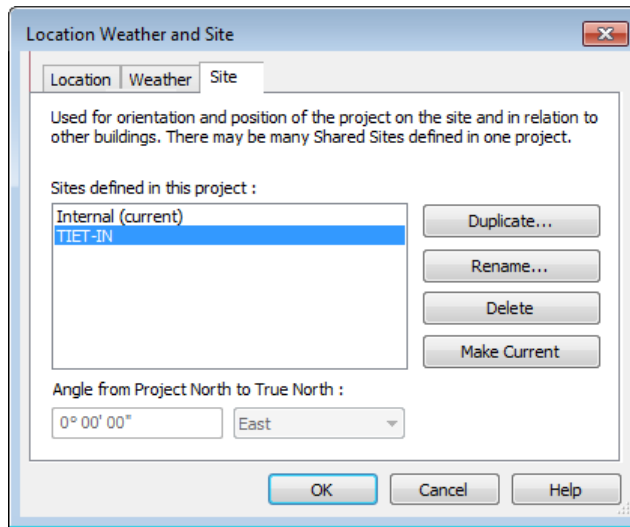 Location Weather and Site
Location Weather Site
Used for orientation and position of the project on the site and in relation to
other buildings. There may be many Shared Sites defined in one project.
Sites defined in this project :
Internal (current)
TIET-IN
Duplicate...
Rename...
Delete
Make Current
Angle from Project North to True North :
0° 00' 00" East
OK Cancel Help